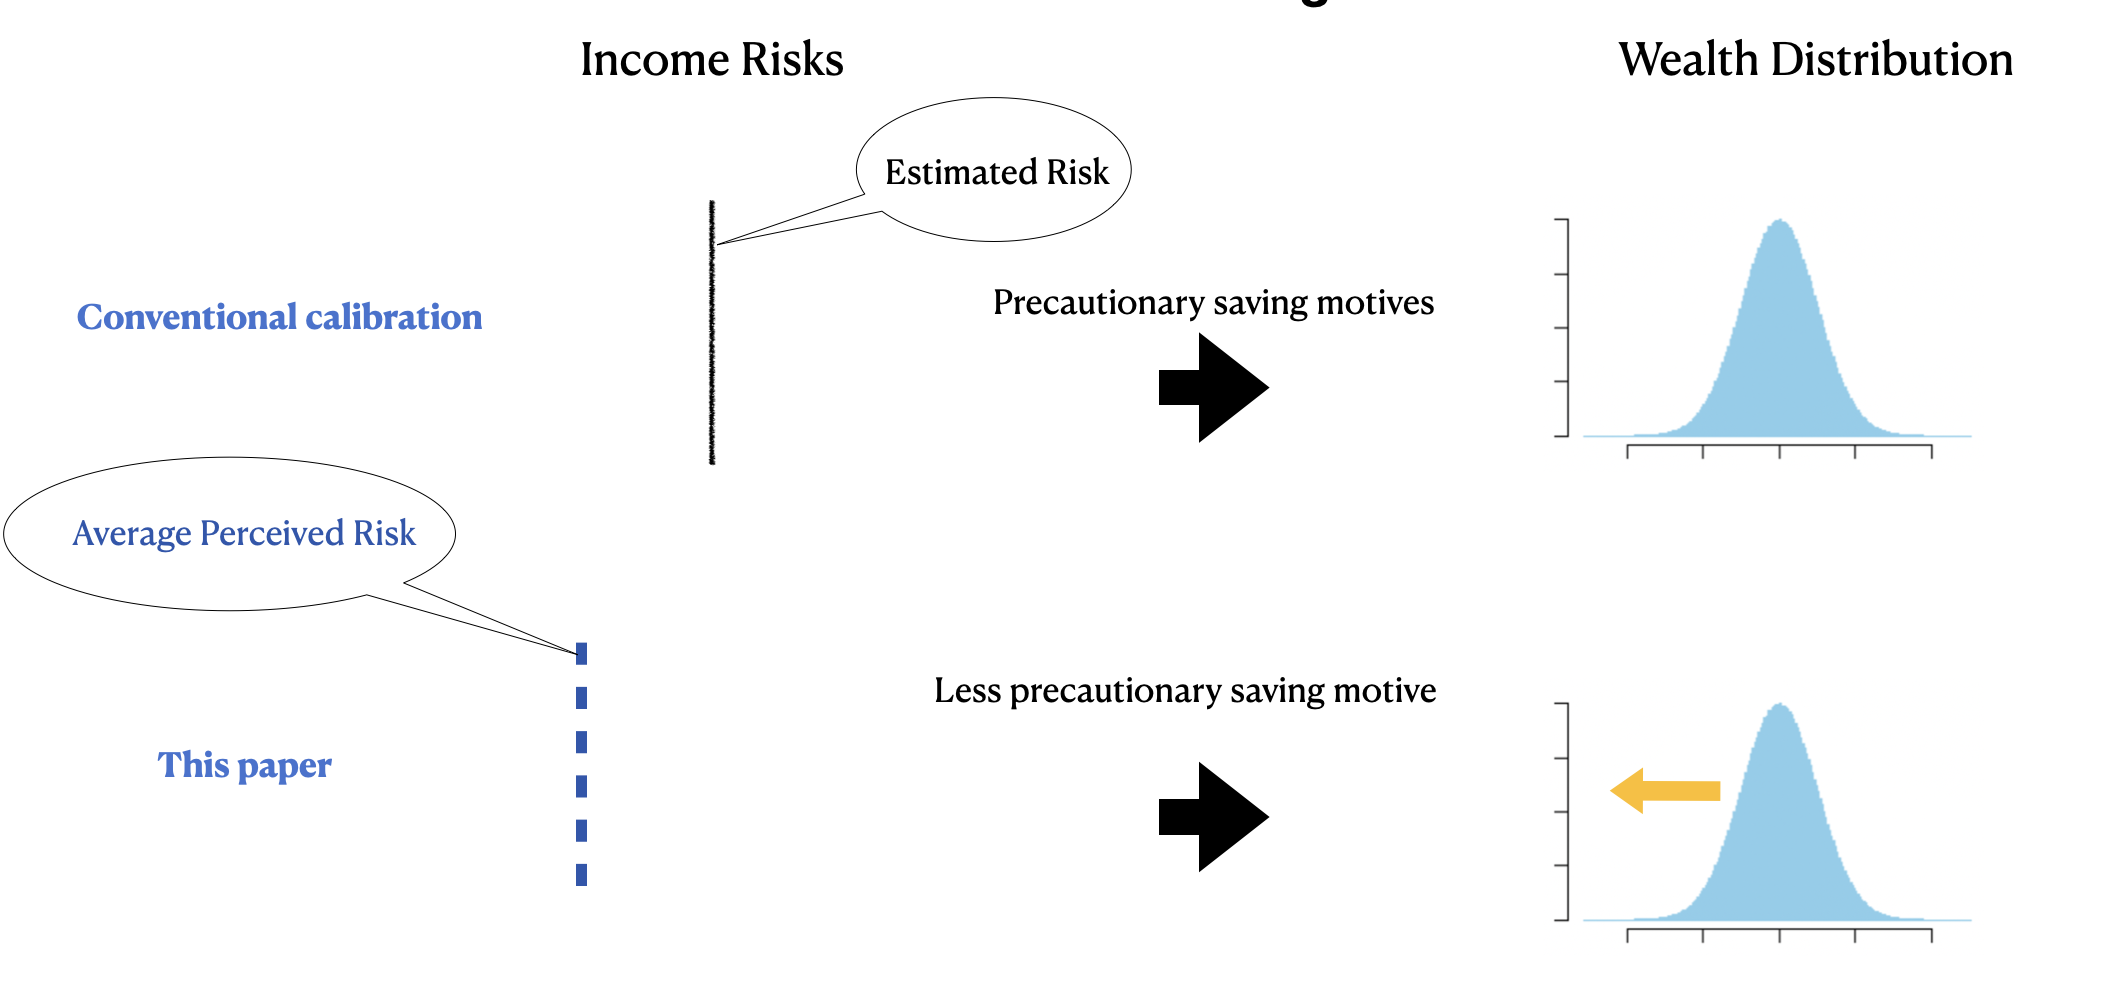 Income Risks
Wealth Distribution
Estimated Risk
Precautionary saving motives
Conventional calibration
Average Perceived Risk
Less precautionary saving motive
This paper